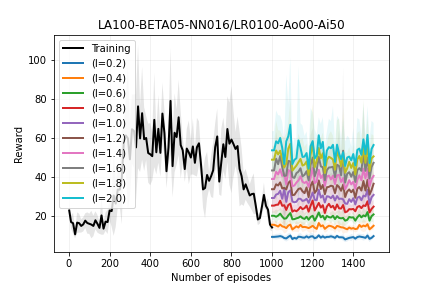 LA100-BETA05-NN016/LR0100-Ao00-Ai50
Reward
100
80
60
40
20
Training
(l=0.2)
(l=0.4)
(l=0.6)
(l=0.8)
(l=1.0)
(l=1.2)
(l=1.4)
(l=1.6)
(l=1.8)
(l=2.0)
0 200 400 600 800 1000 1200 1400
Number of episodes